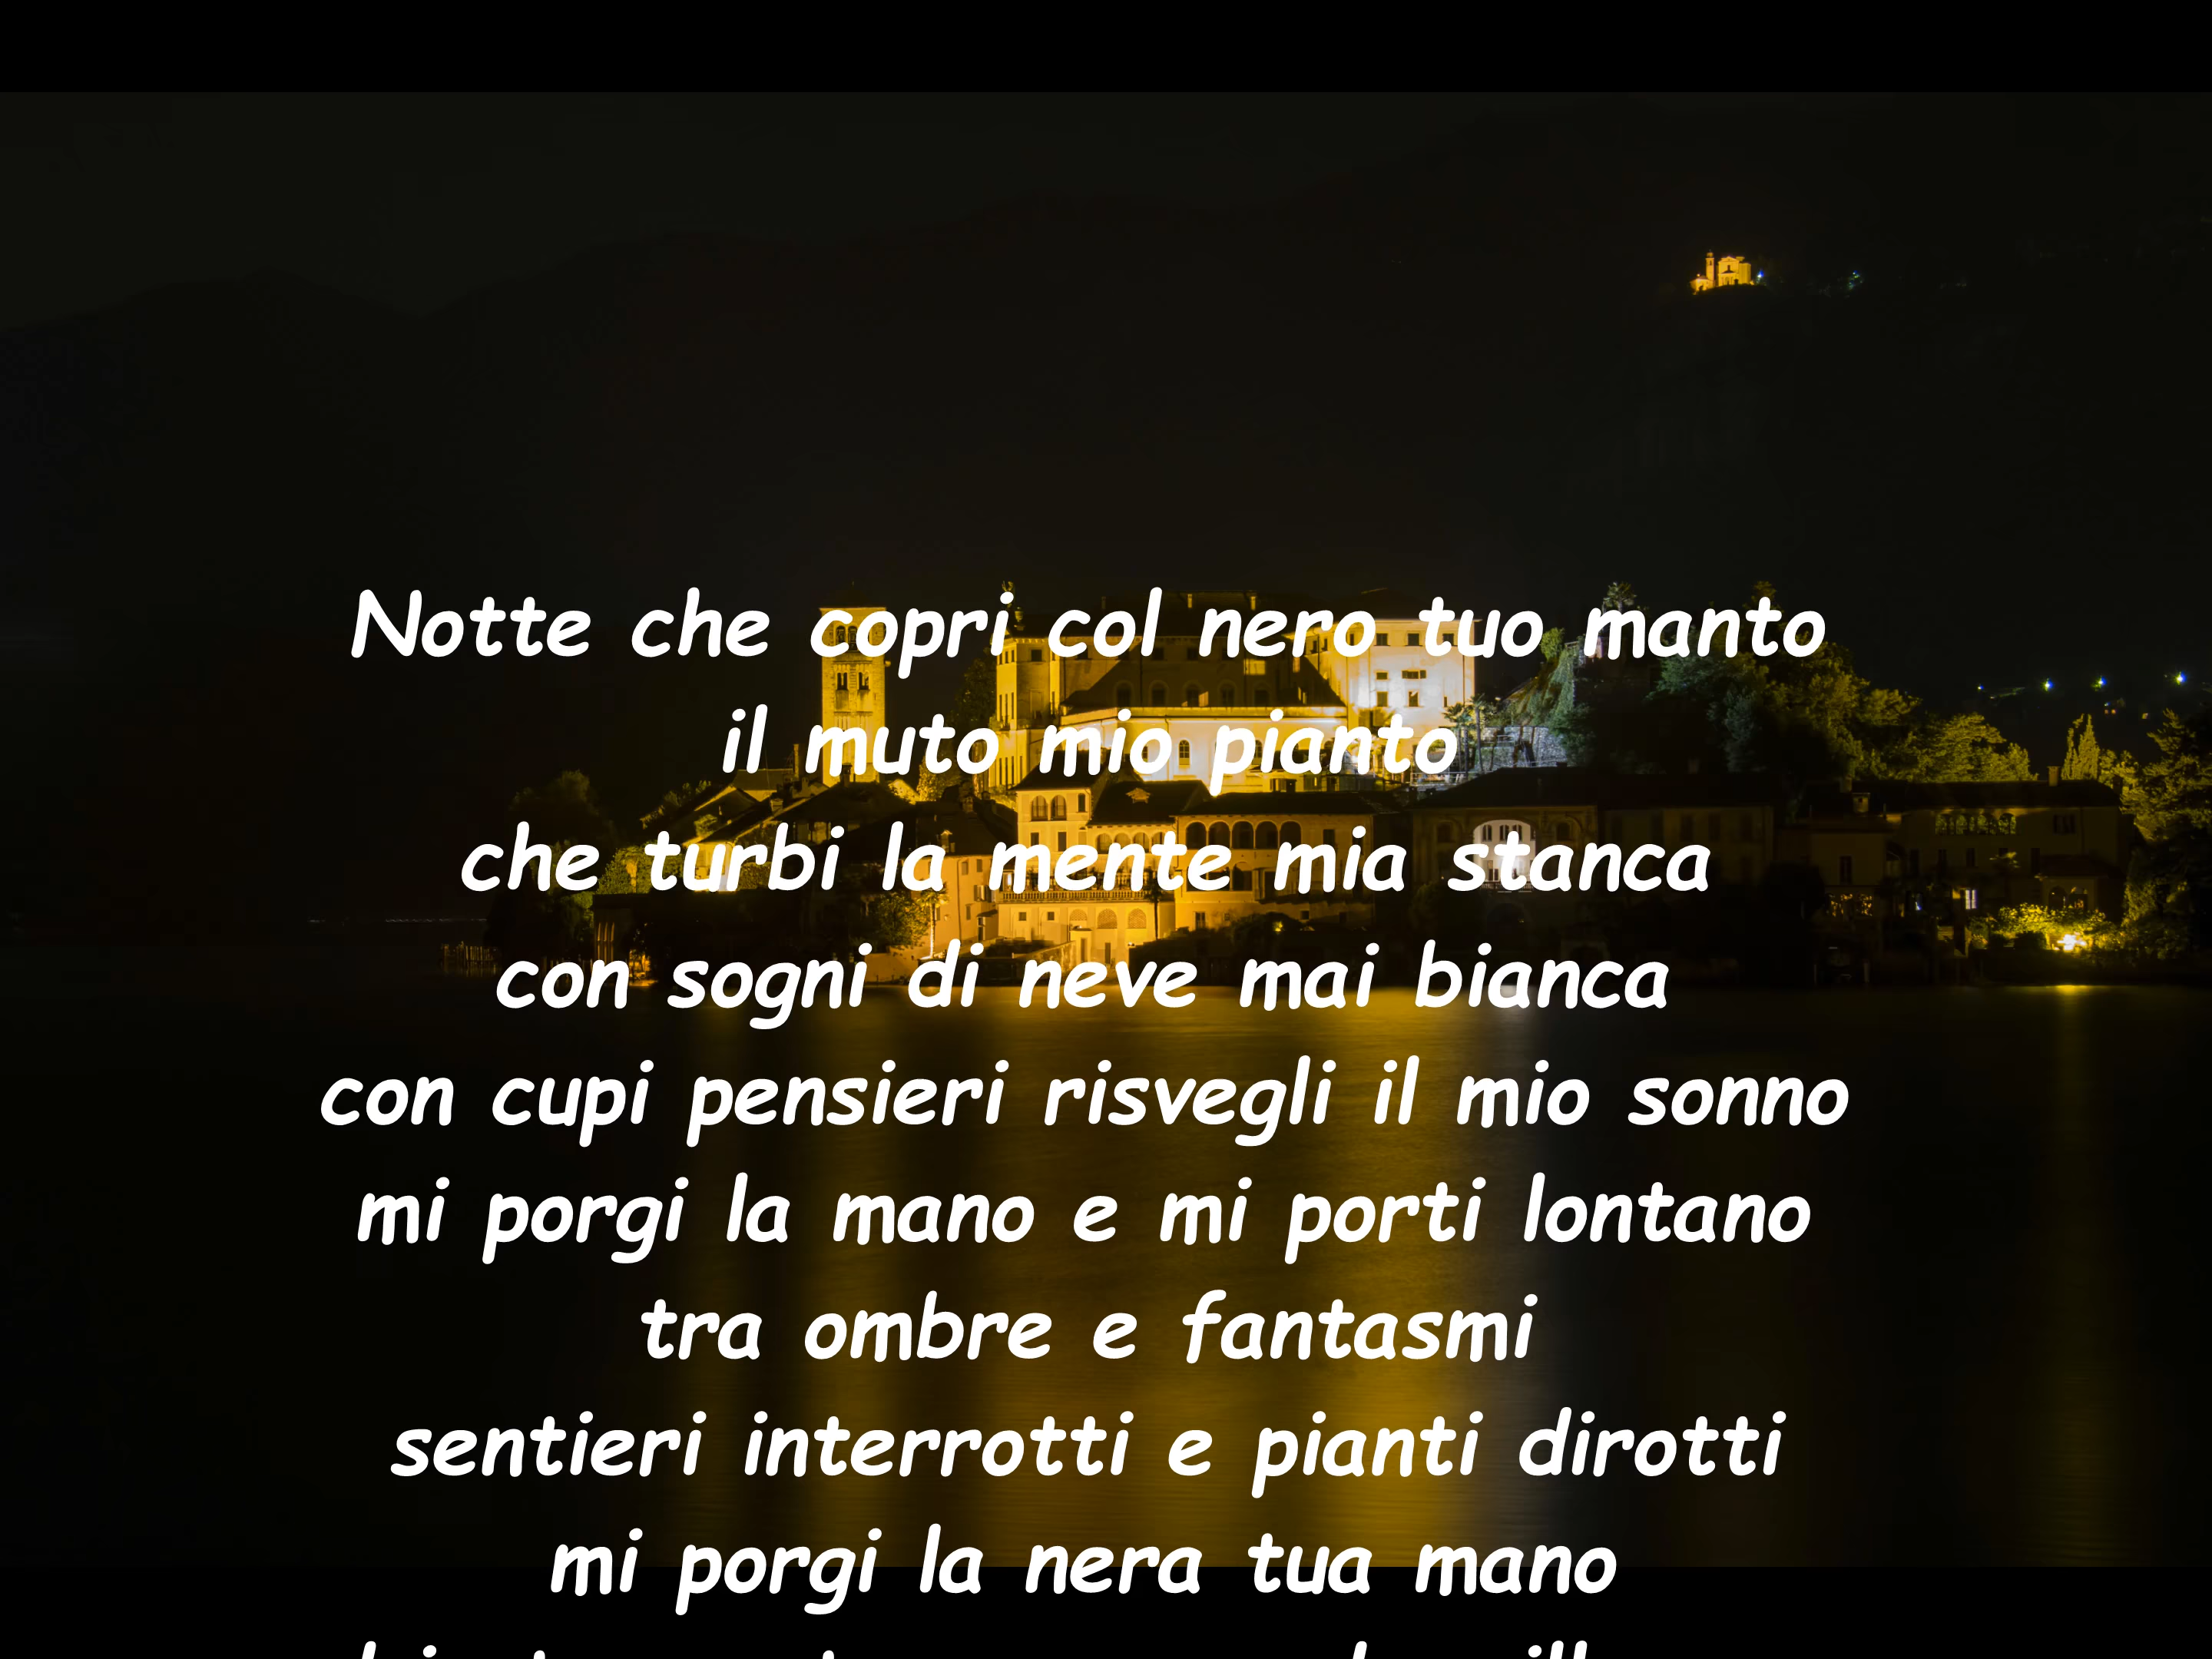 Notte che copri col nero tuo manto
il muto mio pianto
che turbi la mente mia stanca
con sogni di neve mai bianca
con cupi pensieri risvegli il mio sonno
mi porgi la mano e mi porti lontano
tra ombre e fantasmi
sentieri interrotti e pianti dirotti
mi porgi la nera tua mano